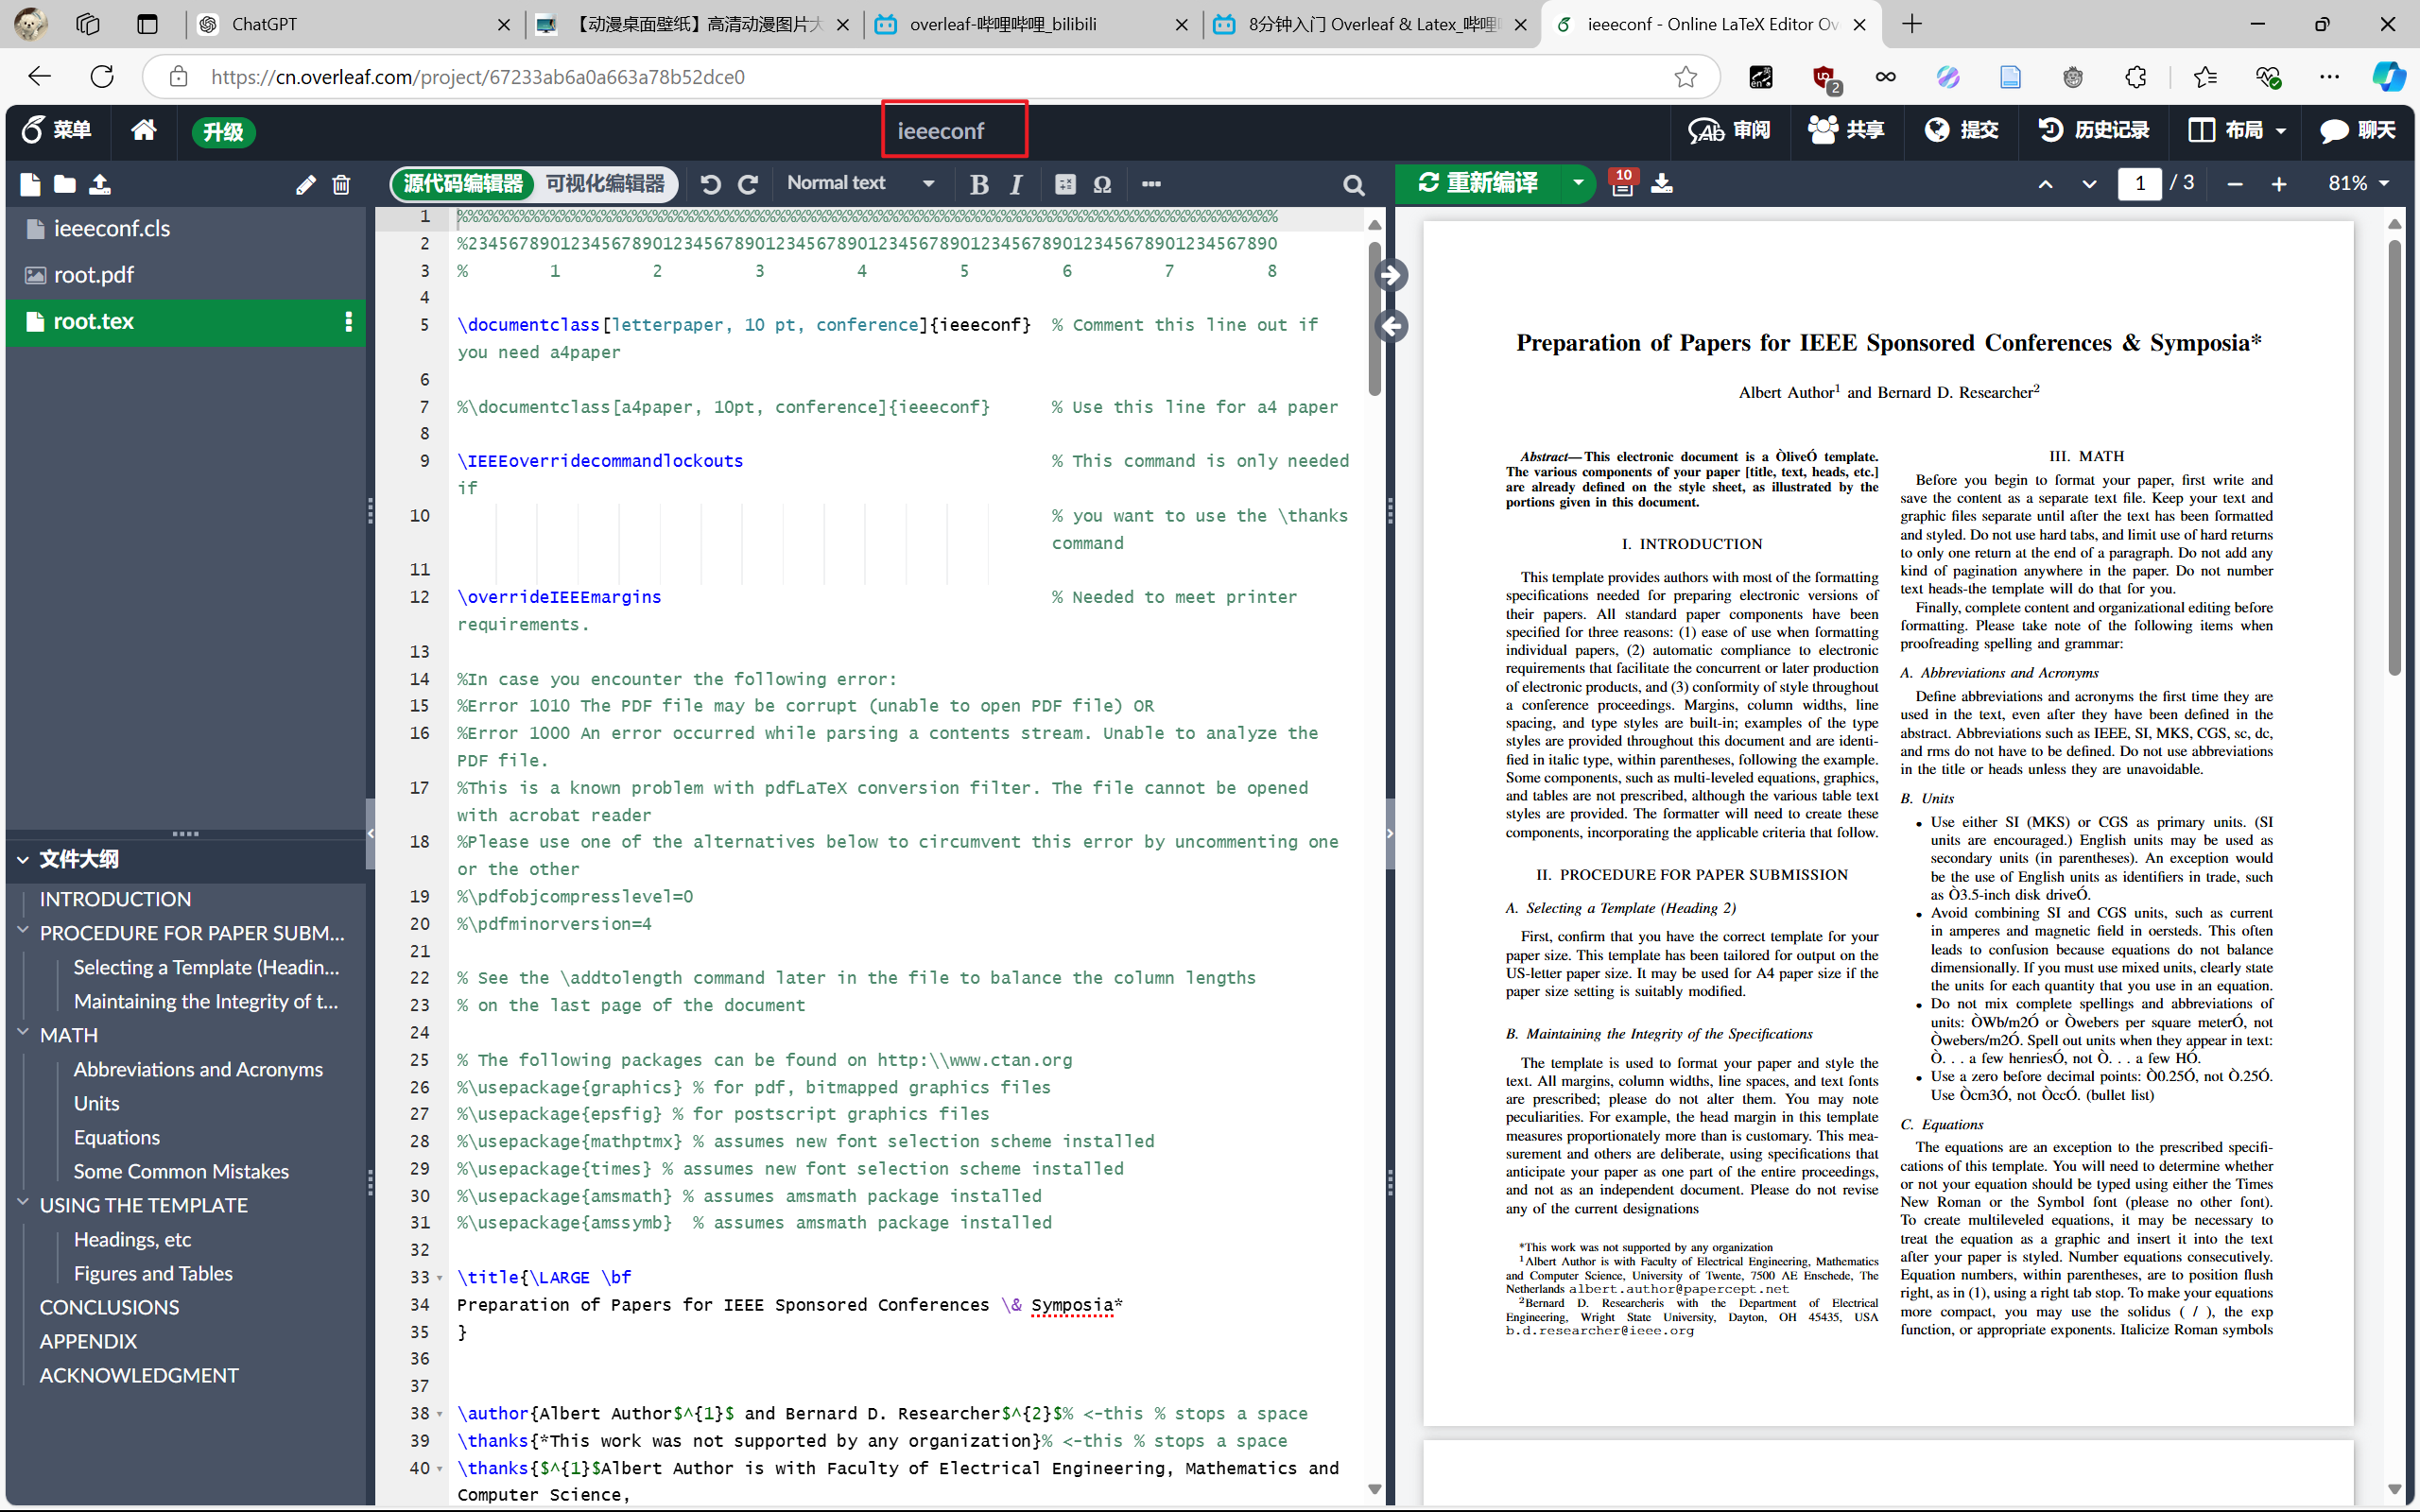 ChatGPT
【动漫桌面壁纸】高清动漫图片大
overleaf-哔哩哔哩_bilibili
8分钟入门 Overleaf & Latex_哔哩
ieeeconf - Online LaTeX Editor Ov
https://cn.overleaf.com/project/67233ab6a0a663a78b52dce0
2
菜单
升级
ieeeconf
审阅
共享
提交
历史记录
布局
聊天
源代码编辑器
可视化编辑器
Normal text
B I
Ω
重新编译
10
1 / 3
81%
ieeeconf.cls
root.pdf
root.tex
文件大纲
INTRODUCTION
PROCEDURE FOR PAPER SUBM...
Selecting a Template (Headin...
Maintaining the Integrity of t...
MATH
Abbreviations and Acronyms
Units
Equations
Some Common Mistakes
USING THE TEMPLATE
Headings, etc
Figures and Tables
CONCLUSIONS
APPENDIX
ACKNOWLEDGMENT
1 %%%%%%%%%%%%%%%%%%%%%%%%%%%%%%%%%%%%%%%%%%%%%%%%%%%%%%%%%%%%%%%%%%%%%%%%%%%%%%%%
2 %2345678901234567890123456789012345678901234567890123456789012345678901234567890
3 % 1 2 3 4 5 6 7 8
4
5 \documentclass[letterpaper, 10 pt, conference]{ieeeconf} % Comment this line out if
you need a4paper
6
7 %\documentclass[a4paper, 10pt, conference]{ieeeconf} % Use this line for a4 paper
8
9 \IEEEoverridecommandlockouts % This command is only needed
if
10 % you want to use the \thanks
command
11
12 \overrideIEEEmargins % Needed to meet printer
requirements.
13
14 %In case you encounter the following error:
15 %Error 1010 The PDF file may be corrupt (unable to open PDF file) OR
16 %Error 1000 An error occurred while parsing a contents stream. Unable to analyze the
PDF file.
17 %This is a known problem with pdfLaTeX conversion filter. The file cannot be opened
with acrobat reader
18 %Please use one of the alternatives below to circumvent this error by uncommenting one
or the other
19 %\pdfobjcompresslevel=0
20 %\pdfminorversion=4
21
22 % See the \addtolength command later in the file to balance the column lengths
23 % on the last page of the document
24
25 % The following packages can be found on http:\\www.ctan.org
26 %\usepackage{graphics} % for pdf, bitmapped graphics files
27 %\usepackage{epsfig} % for postscript graphics files
28 %\usepackage{mathptmx} % assumes new font selection scheme installed
29 %\usepackage{times} % assumes new font selection scheme installed
30 %\usepackage{amsmath} % assumes amsmath package installed
31 %\usepackage{amssymb}  % assumes amsmath package installed
32
33 \title{\LARGE \bf
34 Preparation of Papers for IEEE Sponsored Conferences \& Symposia*
35 }
36
37
38 \author{Albert Author$^{1}$ and Bernard D. Researcher$^{2}$% <-this % stops a space
39 \thanks{*This work was not supported by any organization}% <-this % stops a space
40 \thanks{$^{1}$Albert Author is with Faculty of Electrical Engineering, Mathematics and
Computer Science,
Preparation of Papers for IEEE Sponsored Conferences & Symposia*
Albert Author1 and Bernard D. Researcher2
Abstract—This electronic document is a ÒliveÓ template.
The various components of your paper [title, text, heads, etc.]
are already defined on the style sheet, as illustrated by the
portions given in this document.
I. INTRODUCTION
This template provides authors with most of the formatting
specifications needed for preparing electronic versions of
their papers. All standard paper components have been
specified for three reasons: (1) ease of use when formatting
individual papers, (2) automatic compliance to electronic
requirements that facilitate the concurrent or later production
of electronic products, and (3) conformity of style throughout
a conference proceedings. Margins, column widths, line
spacing, and type styles are built-in; examples of the type
styles are provided throughout this document and are identi-
fied in italic type, within parentheses, following the example.
Some components, such as multi-leveled equations, graphics,
and tables are not prescribed, although the various table text
styles are provided. The formatter will need to create these
components, incorporating the applicable criteria that follow.
II. PROCEDURE FOR PAPER SUBMISSION
A. Selecting a Template (Heading 2)
First, confirm that you have the correct template for your
paper size. This template has been tailored for output on the
US-letter paper size. It may be used for A4 paper size if the
paper size setting is suitably modified.
B. Maintaining the Integrity of the Specifications
The template is used to format your paper and style the
text. All margins, column widths, line spaces, and text fonts
are prescribed; please do not alter them. You may note
peculiarities. For example, the head margin in this template
measures proportionately more than is customary. This mea-
surement and others are deliberate, using specifications that
anticipate your paper as one part of the entire proceedings,
and not as an independent document. Please do not revise
any of the current designations
*This work was not supported by any organization
1Albert Author is with Faculty of Electrical Engineering, Mathematics
and Computer Science, University of Twente, 7500 AE Enschede, The
Netherlands albert.author@papercept.net
2Bernard D. Researcheris with the Department of Electrical
Engineering, Wright State University, Dayton, OH 45435, USA
b.d.researcher@ieee.org
III. MATH
Before you begin to format your paper, first write and
save the content as a separate text file. Keep your text and
graphic files separate until after the text has been formatted
and styled. Do not use hard tabs, and limit use of hard returns
to only one return at the end of a paragraph. Do not add any
kind of pagination anywhere in the paper. Do not number
text heads-the template will do that for you.
Finally, complete content and organizational editing before
formatting. Please take note of the following items when
proofreading spelling and grammar:
A. Abbreviations and Acronyms
Define abbreviations and acronyms the first time they are
used in the text, even after they have been defined in the
abstract. Abbreviations such as IEEE, SI, MKS, CGS, sc, dc,
and rms do not have to be defined. Do not use abbreviations
in the title or heads unless they are unavoidable.
B. Units
• Use either SI (MKS) or CGS as primary units. (SI
units are encouraged.) English units may be used as
secondary units (in parentheses). An exception would
be the use of English units as identifiers in trade, such
as Ò3.5-inch disk driveÓ.
• Avoid combining SI and CGS units, such as current
in amperes and magnetic field in oersteds. This often
leads to confusion because equations do not balance
dimensionally. If you must use mixed units, clearly state
the units for each quantity that you use in an equation.
• Do not mix complete spellings and abbreviations of
units: ÒWb/m2Ó or Òwebers per square meterÓ, not
Òwebers/m2Ó. Spell out units when they appear in text:
Ò. . . a few henriesÓ, not Ò. . . a few HÓ.
• Use a zero before decimal points: Ò0.25Ó, not Ò.25Ó.
Use Òcm3Ó, not ÒccÓ. (bullet list)
C. Equations
The equations are an exception to the prescribed specifi-
cations of this template. You will need to determine whether
or not your equation should be typed using either the Times
New Roman or the Symbol font (please no other font).
To create multileveled equations, it may be necessary to
treat the equation as a graphic and insert it into the text
after your paper is styled. Number equations consecutively.
Equation numbers, within parentheses, are to position flush
right, as in (1), using a right tab stop. To make your equations
more compact, you may use the solidus ( / ), the exp
function, or appropriate exponents. Italicize Roman symbols